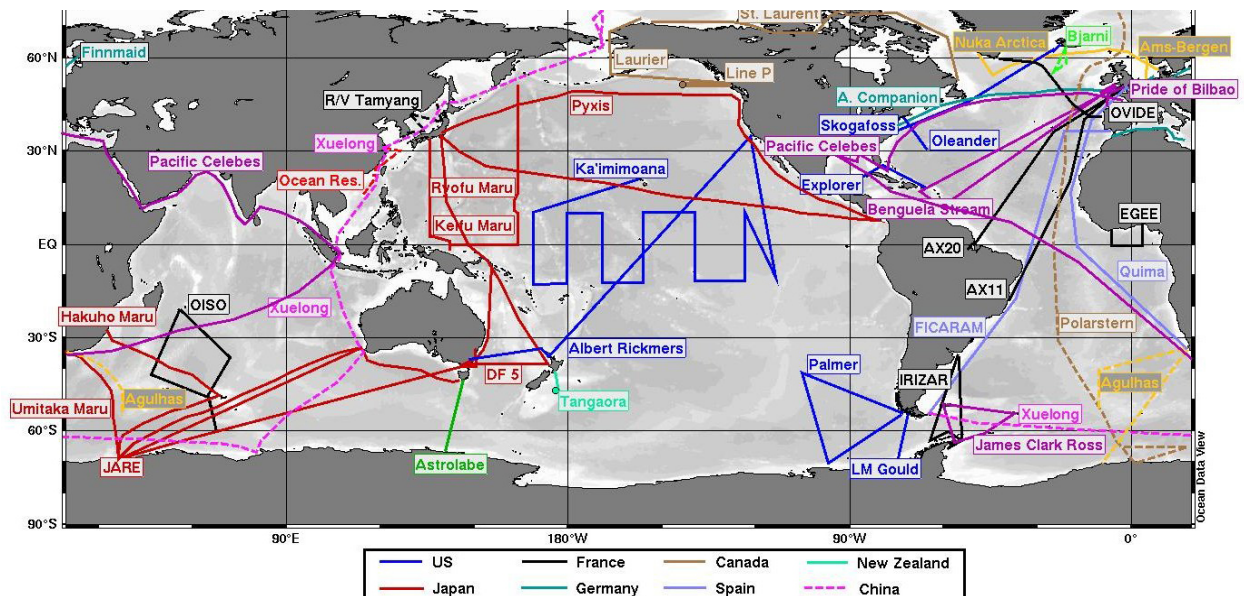 St. Laurent
Finnmaid
60°N
Nuka Arctica
Bjarni
Ams-Bergen
Laurier
Line P
R/V Tamyang
Pyxis
A. Companion
Pride of Bilbao
OVIDE
Skogafoss
Oleander
Xuelong
30°N
Pacific Celebes
Pacific Celebes
Ka'imimoana
Ocean Res.
Ryofu Maru
Explorer
Benguela Stream
Keifu Maru
EGEE
EQ
AX20
Quima
AX11
OISO
Xuelong
Hakuho Maru
30°S
FICARAM
Polarstern
Albert Rickmers
DF 5
Palmer
IRIZAR
Agulhas
Agulhas
Tangaora
Umitaka Maru
Xuelong
60°S
James Clark Ross
JARE
Astrolabe
LM Gould
Ocean Data View
90°S
90°E
180°W
90°W
0°
US
France
Canada
New Zealand
Japan
Germany
Spain
China